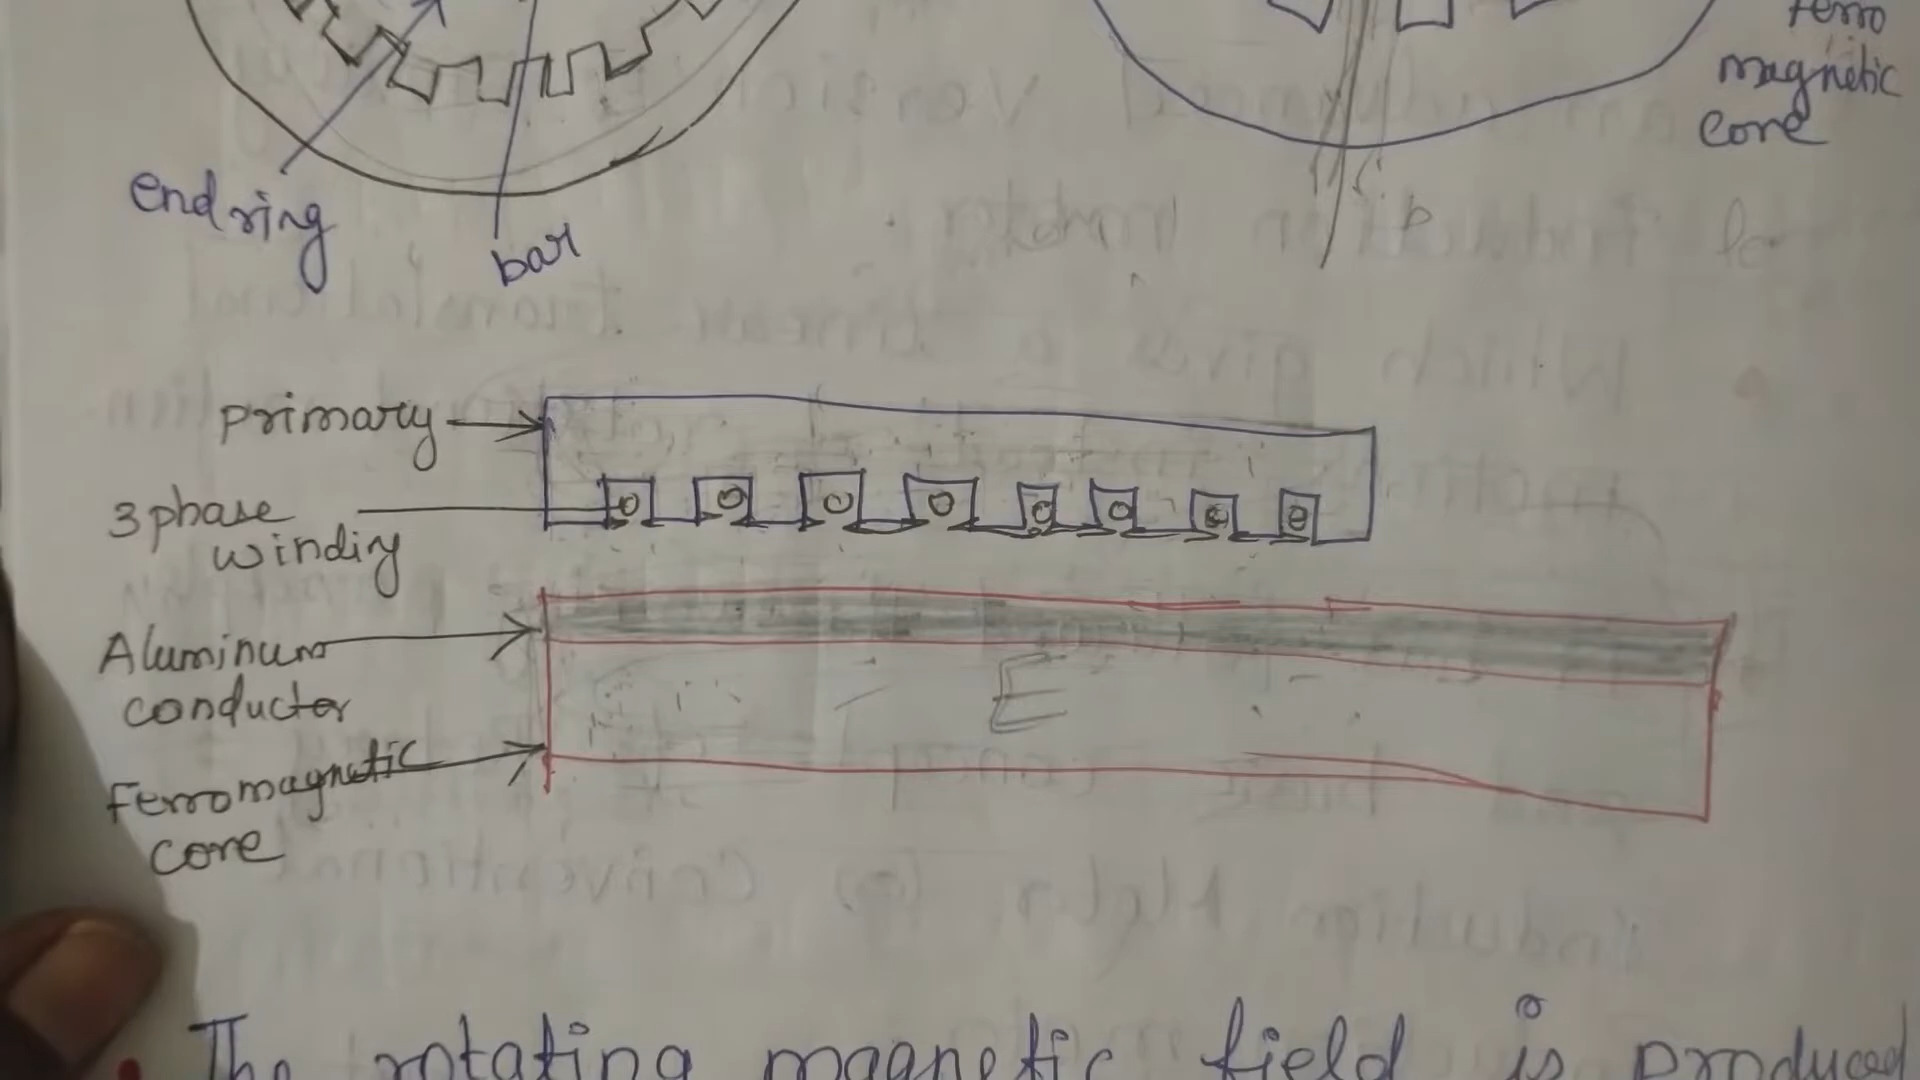 Ferro
magnetic
core
end ring
bar
primary
3 phase
winding
Aluminum
conductor
Ferromagnetic
core
E
The rotating magnetic field is produced